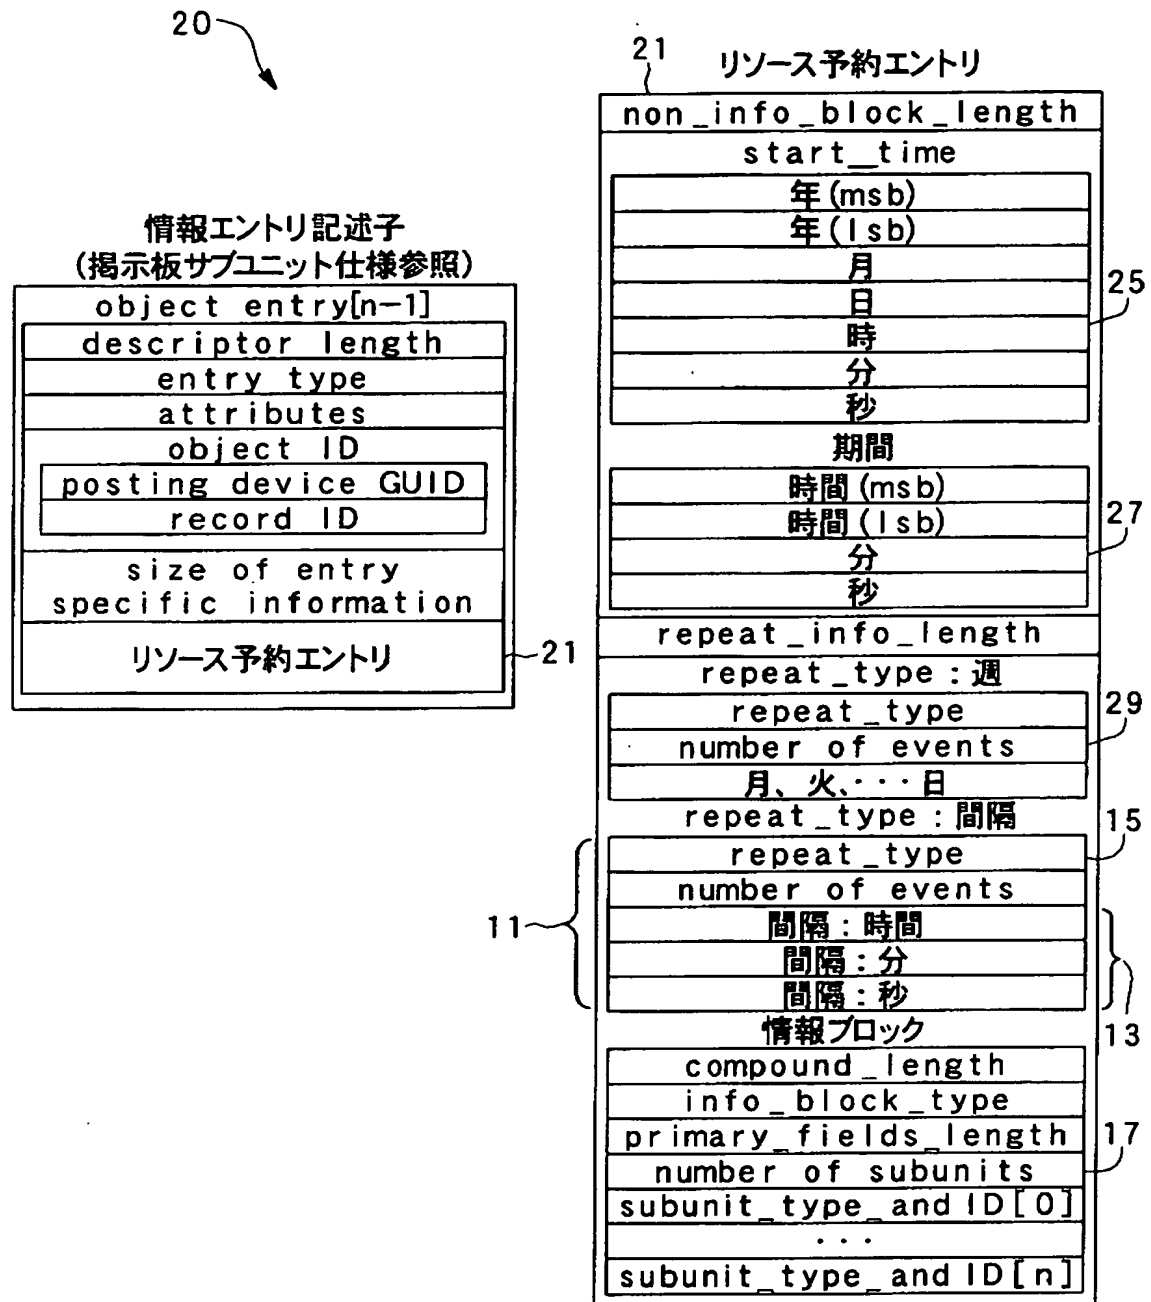 20
情報エントリ記述子
(掲示板サブユニット仕様参照)
object entry[n-1]
descriptor length
entry type
attributes
object ID
posting device GUID
record ID
size of entry
specific information
リソース予約エントリ
21
21
リソース予約エントリ
non_info_block_length
start_time
年(msb)
年(lsb)
月
日
時
分
秒
25
期間
時間(msb)
時間(lsb)
分
秒
27
repeat_info_length
repeat_type:週
repeat_type
number of events
月、火、・・・日
29
repeat_type:間隔
repeat_type
number of events
間隔:時間
間隔:分
間隔:秒
15
11
13
情報ブロック
compound_length
info_block_type
primary_fields_length
number of subunits
subunit_type_and ID[0]
・・・
subunit_type_and ID[n]
17